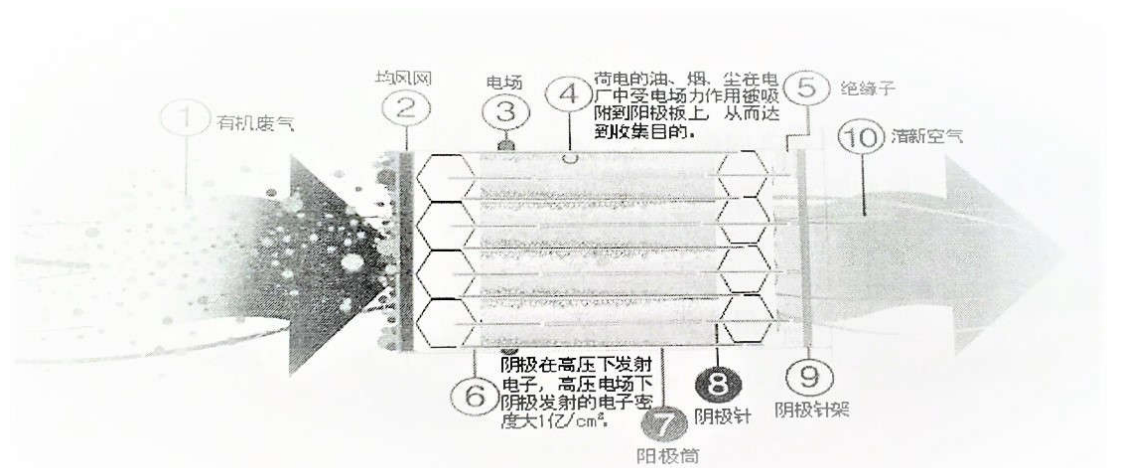 ① 有机废气
均风网
②
电场
③
④ 荷电的油、烟、尘在电
厂中受电场力作用被吸
附到阳极板上,从而达
到收集目的。
⑤ 绝缘子
⑥ 阴极在高压下发射
电子,高压电场下
阴极发射的电子密
度大1亿/cm²。
⑦
阳极筒
⑧
阴极针
⑨
阴极针架
⑩ 清新空气